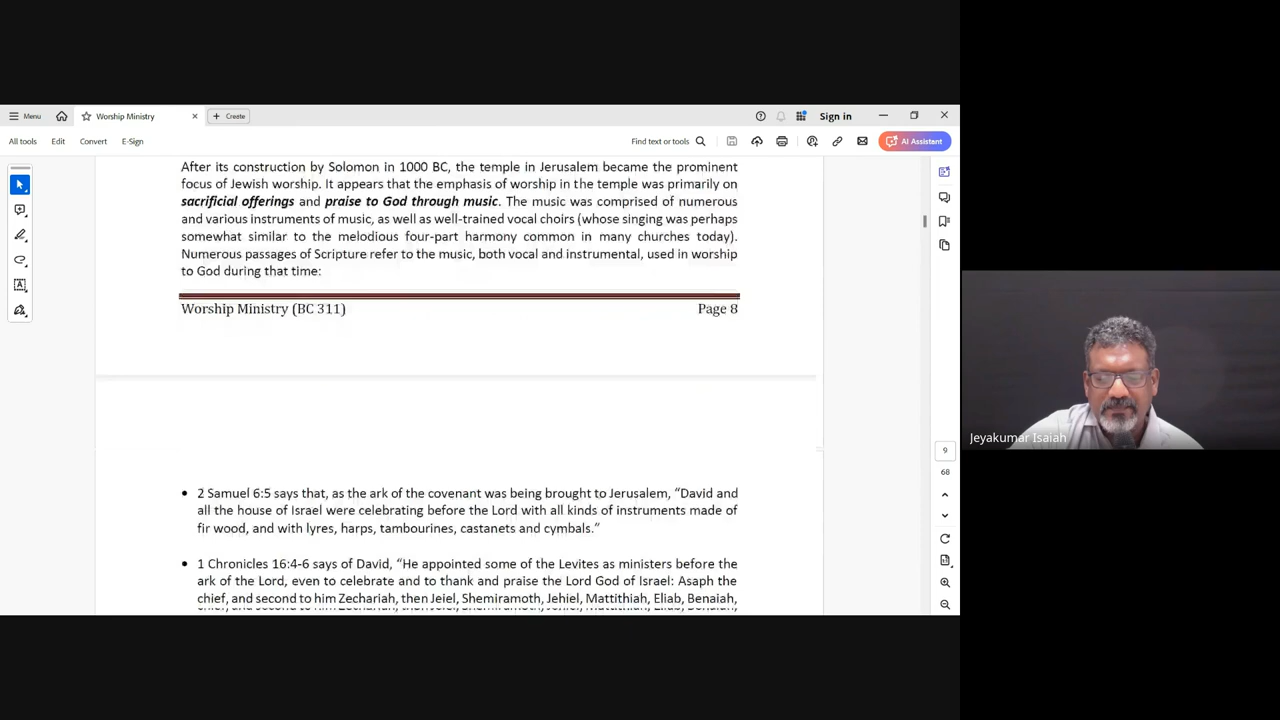 Menu
Worship Ministry
Create
Sign in
All tools
Edit
Convert
E-Sign
Find text or tools
AI Assistant
After its construction by Solomon in 1000 BC, the temple in Jerusalem became the prominent
focus of Jewish worship. It appears that the emphasis of worship in the temple was primarily on
sacrificial offerings and praise to God through music. The music was comprised of numerous
and various instruments of music, as well as well-trained vocal choirs (whose singing was perhaps
somewhat similar to the melodious four-part harmony common in many churches today).
Numerous passages of Scripture refer to the music, both vocal and instrumental, used in worship
to God during that time:
Worship Ministry (BC 311)
Page 8
• 2 Samuel 6:5 says that, as the ark of the covenant was being brought to Jerusalem, “David and
all the house of Israel were celebrating before the Lord with all kinds of instruments made of
fir wood, and with lyres, harps, tambourines, castanets and cymbals.”
• 1 Chronicles 16:4-6 says of David, “He appointed some of the Levites as ministers before the
ark of the Lord, even to celebrate and to thank and praise the Lord God of Israel: Asaph the
chief, and second to him Zechariah, then Jeiel, Shemiramoth, Jehiel, Mattithiah, Eliab, Benaiah,
9
68
Jeyakumar Isaiah